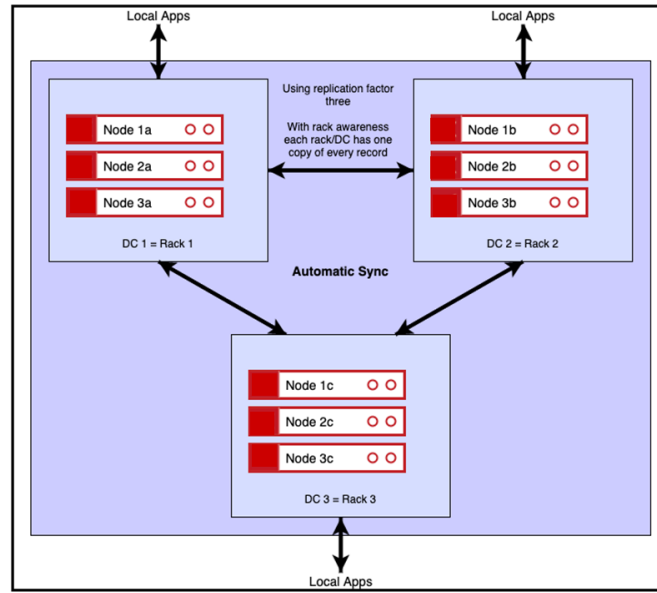 Local Apps
Local Apps
Using replication factor
three
With rack awareness
each rack/DC has one
copy of every record
Node 1a
Node 2a
Node 3a
DC 1 = Rack 1
Node 1b
Node 2b
Node 3b
DC 2 = Rack 2
Automatic Sync
Node 1c
Node 2c
Node 3c
DC 3 = Rack 3
Local Apps